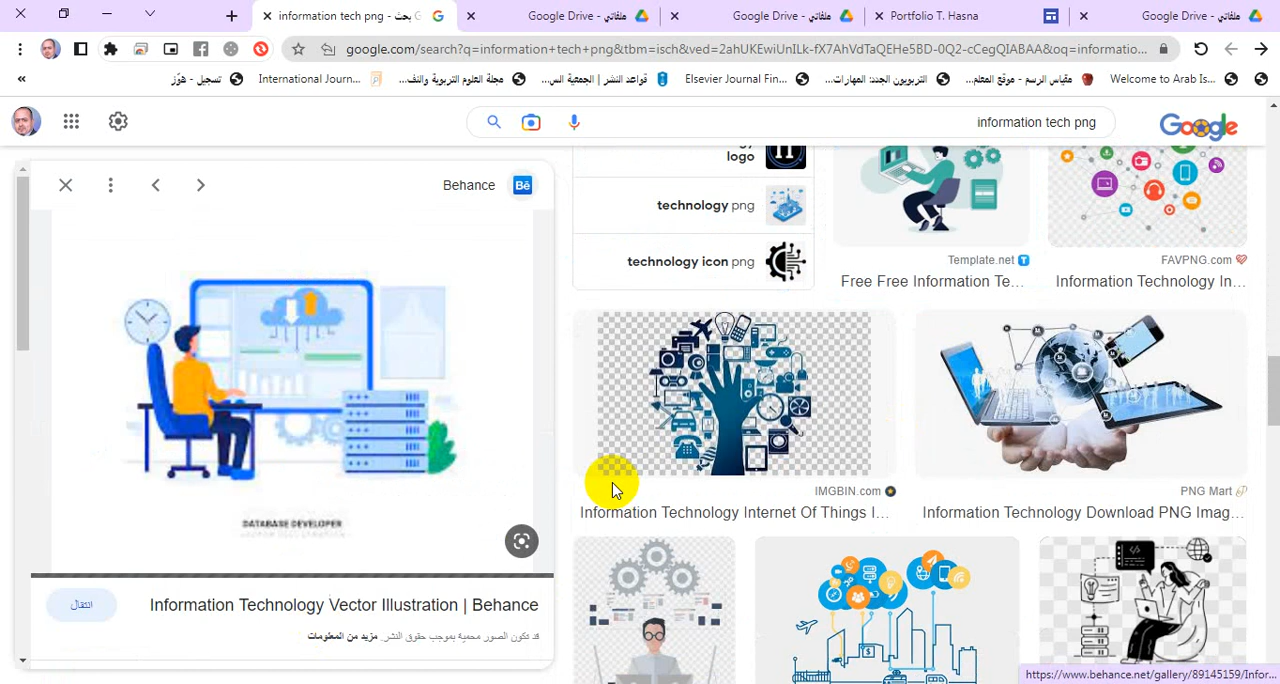 information tech png - بحث G
ملفاتي - Google Drive
ملفاتي - Google Drive
Portfolio T. Hasna
ملفاتي - Google Drive
google.com/search?q=information+tech+png&tbm=isch&ved=2ahUKEwiUnILk-fX7AhVdTaQEHe5BD-0Q2-cCegQIABAA&oq=informatio...
Welcome to Arab Is...
مقياس الرسم - موقع المعلم...
التربويون الجدد: المهارات...
Elsevier Journal Fin...
قواعد النشر | الجمعية الس...
مجلة العلوم التربوية والنف...
International Journ...
تسجيل - هوّز
«
information tech png
Google
Behance
Bē
logo
technology png
technology icon png
Template.net
T
Free Free Information Te...
FAVPNG.com
Information Technology In...
IMGBIN.com
Information Technology Internet Of Things I...
PNG Mart
Information Technology Download PNG Imag...
DATABASE DEVELOPER
Information Technology Vector Illustration | Behance
انتقال
قد تكون الصور محمية بموجب حقوق النشر. مزيد من المعلومات
https://www.behance.net/gallery/89145159/Infor...